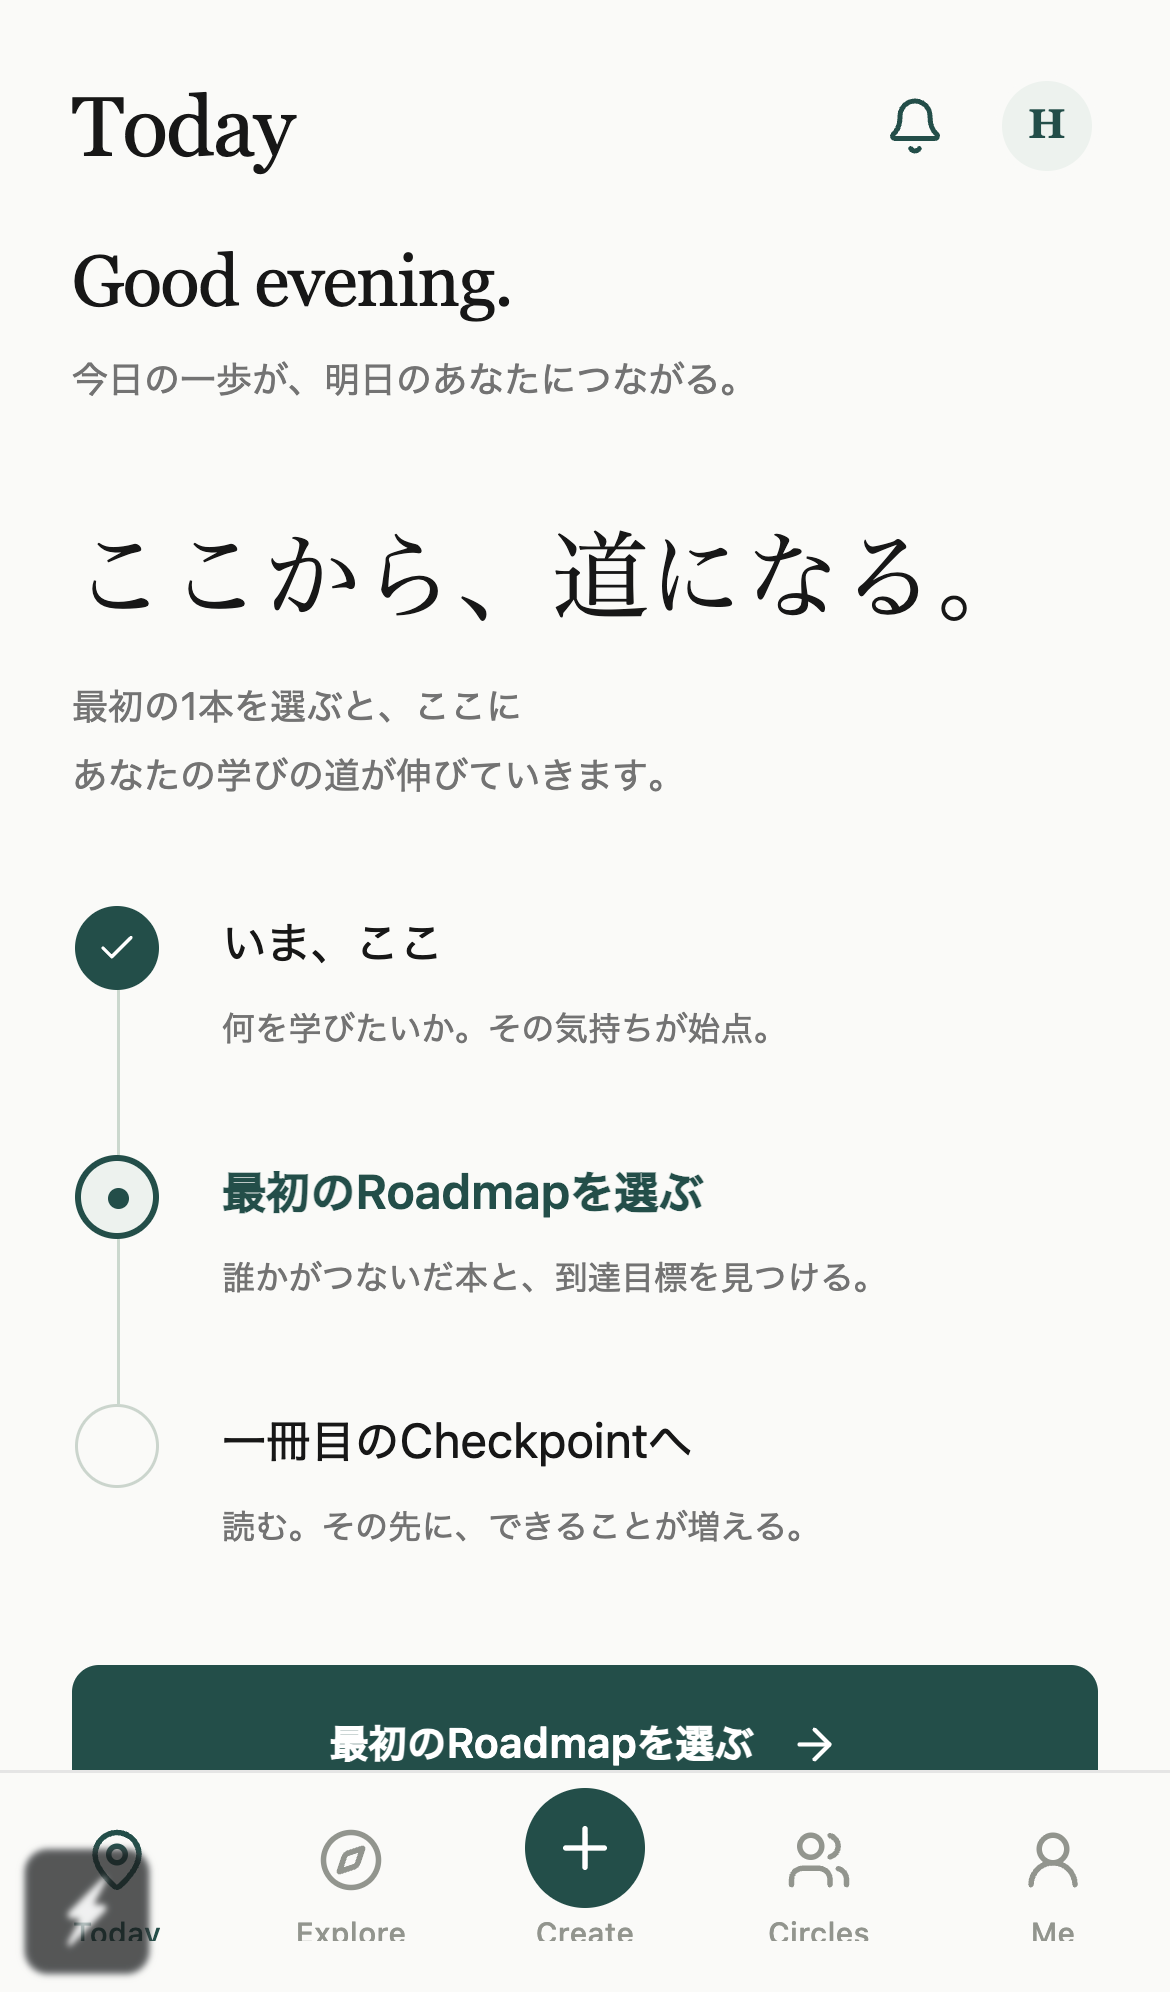 Today
H
Good evening.
今日の一歩が、明日のあなたにつながる。
ここから、道になる。
最初の1本を選ぶと、ここに
あなたの学びの道が伸びていきます。
いま、ここ
何を学びたいか。その気持ちが始点。
最初のRoadmapを選ぶ
誰かがつないだ本と、到達目標を見つける。
一冊目のCheckpointへ
読む。その先に、できることが増える。
最初のRoadmapを選ぶ →
Today
Explore
Create
Circles
Me